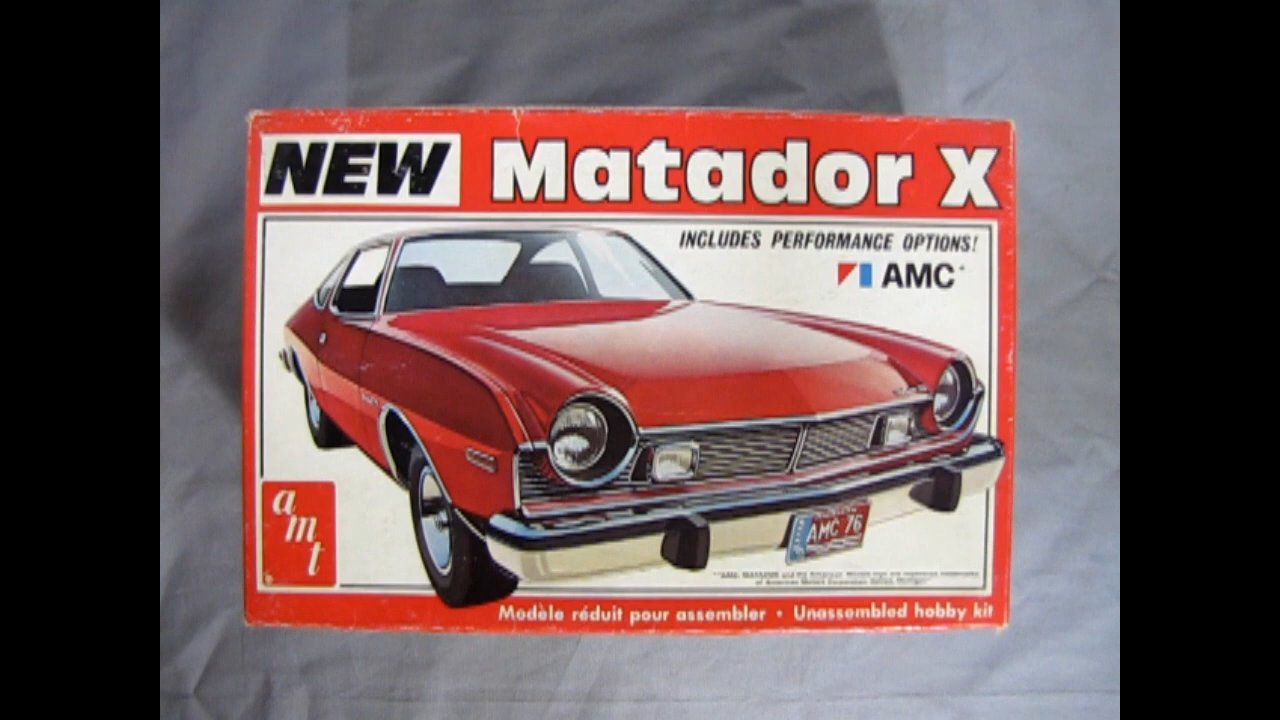 NEW Matador X
INCLUDES PERFORMANCE OPTIONS!
AMC
amt
AMC 76
Modèle réduit pour assembler • Unassembled hobby kit